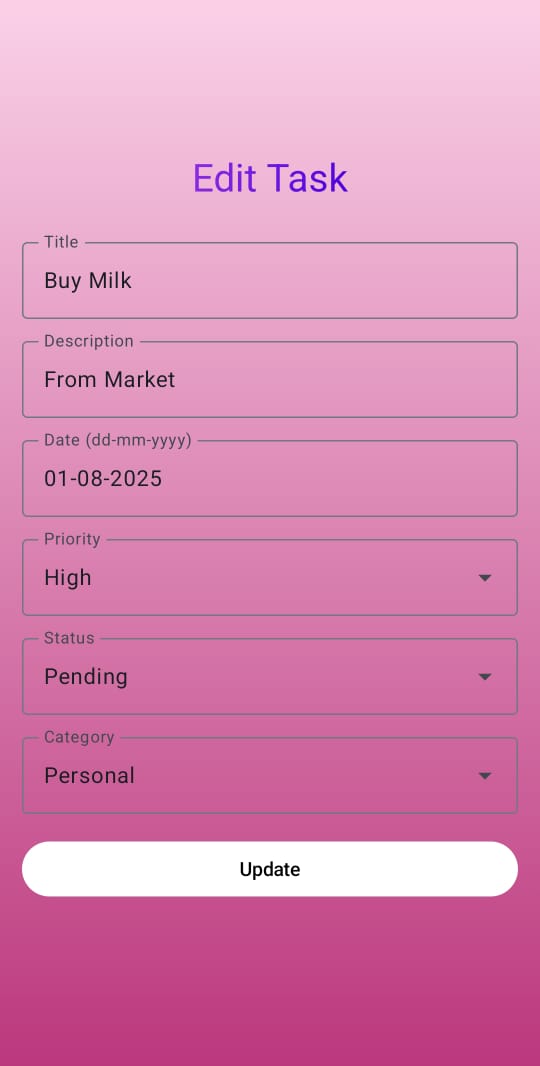 Edit Task
Title
Buy Milk
Description
From Market
Date (dd-mm-yyyy)
01-08-2025
Priority
High
Status
Pending
Category
Personal
Update